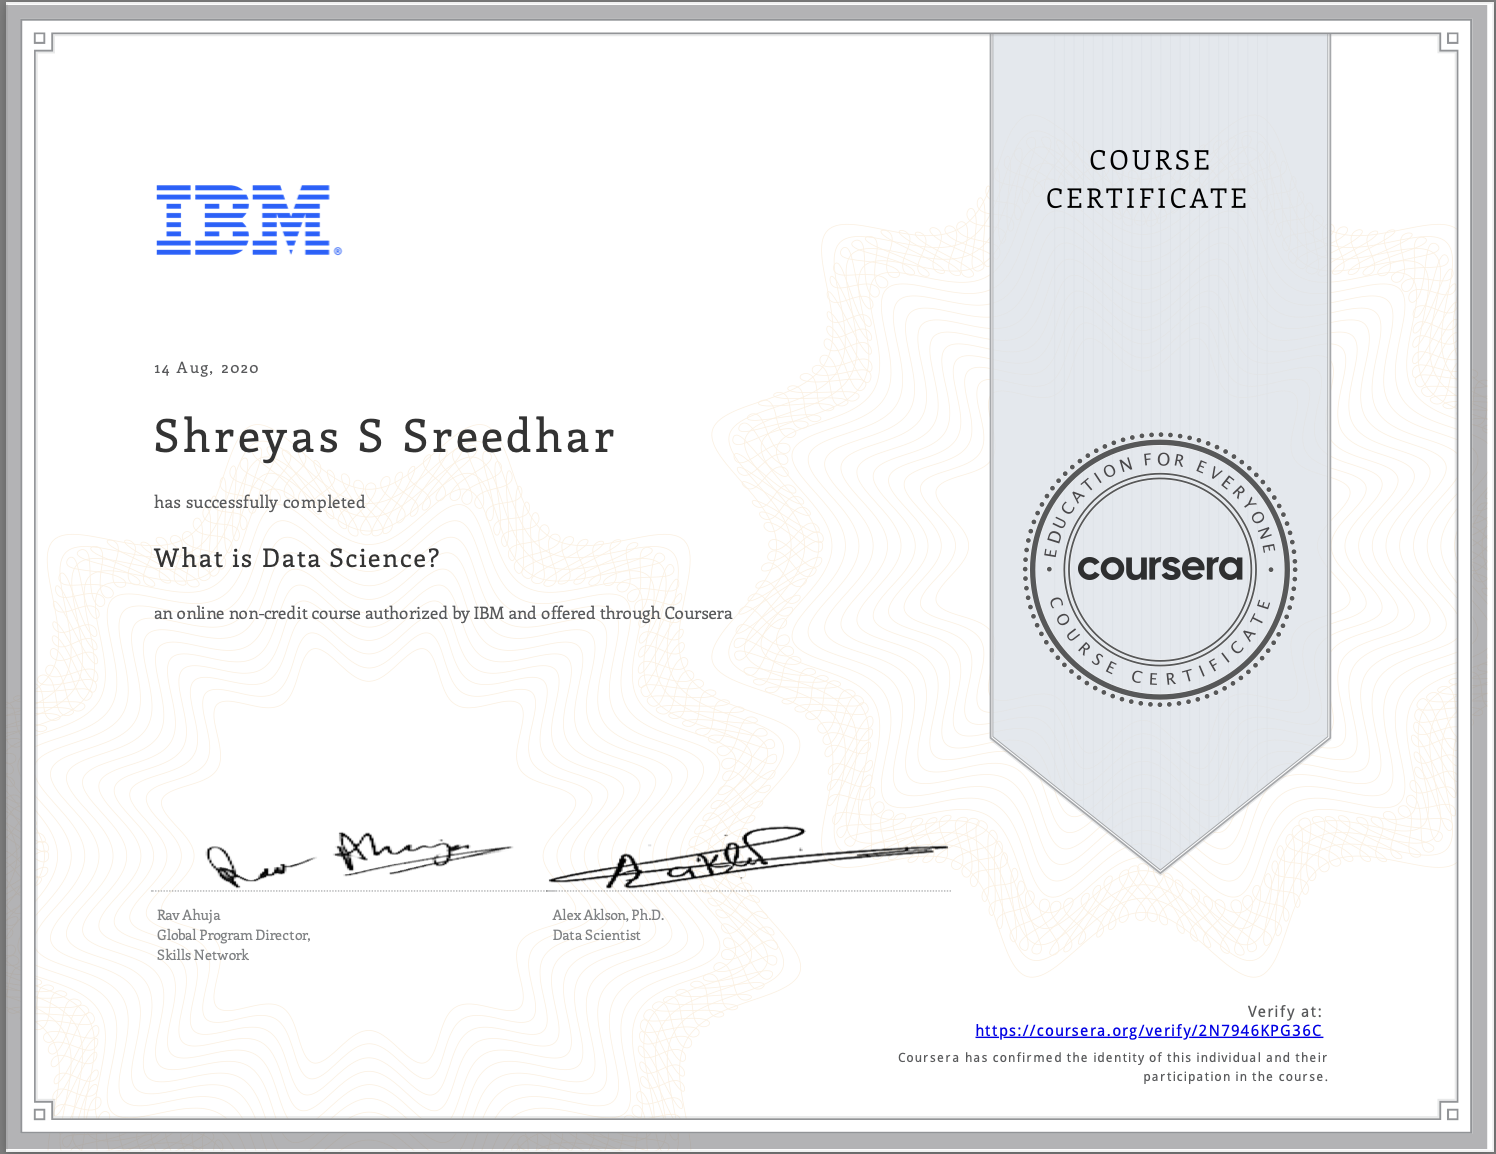 COURSE
CERTIFICATE
IBM®
14 Aug, 2020
Shreyas S Sreedhar
has successfully completed
What is Data Science?
an online non-credit course authorized by IBM and offered through Coursera
EDUCATION FOR EVERYONE
coursera
COURSE CERTIFICATE
Rav Ahuja
Global Program Director,
Skills Network
Alex Aklson, Ph.D.
Data Scientist
Verify at:
https://coursera.org/verify/2N7946KPG36C
Coursera has confirmed the identity of this individual and their
participation in the course.